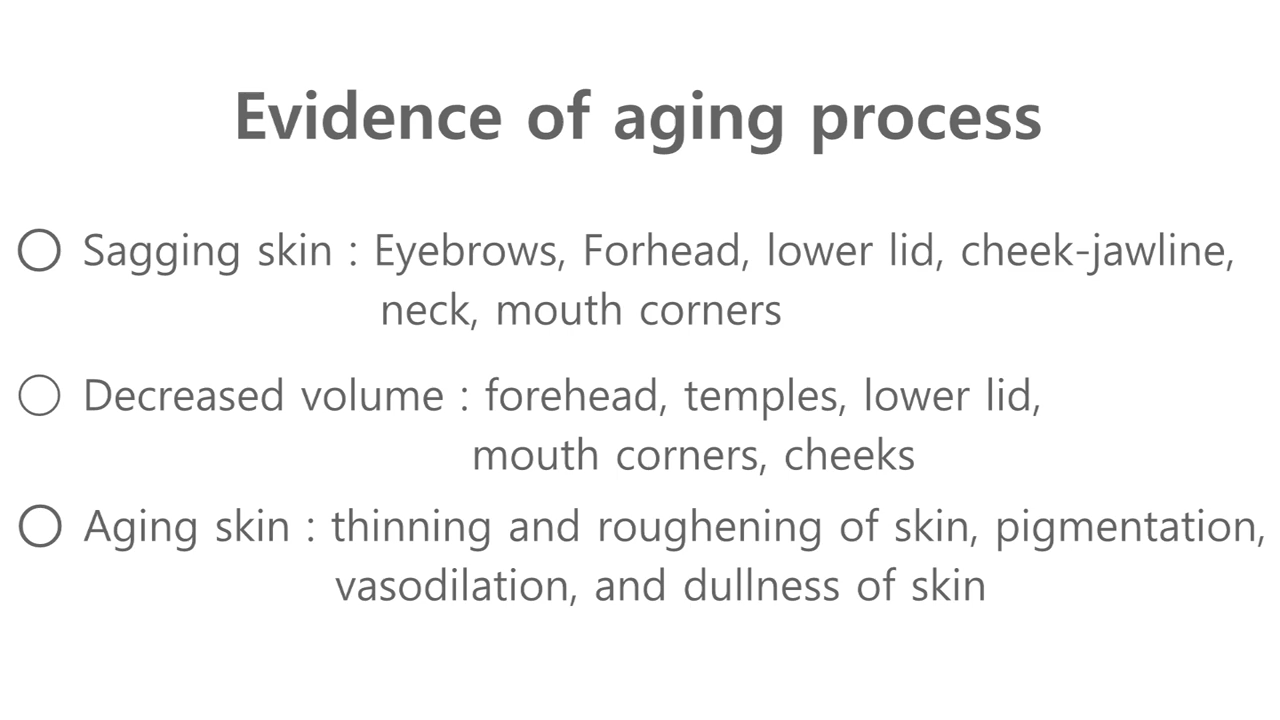 Evidence of aging process
○ Sagging skin : Eyebrows, Forhead, lower lid, cheek-jawline,
neck, mouth corners
○ Decreased volume : forehead, temples, lower lid,
mouth corners, cheeks
○ Aging skin : thinning and roughening of skin, pigmentation,
vasodilation, and dullness of skin